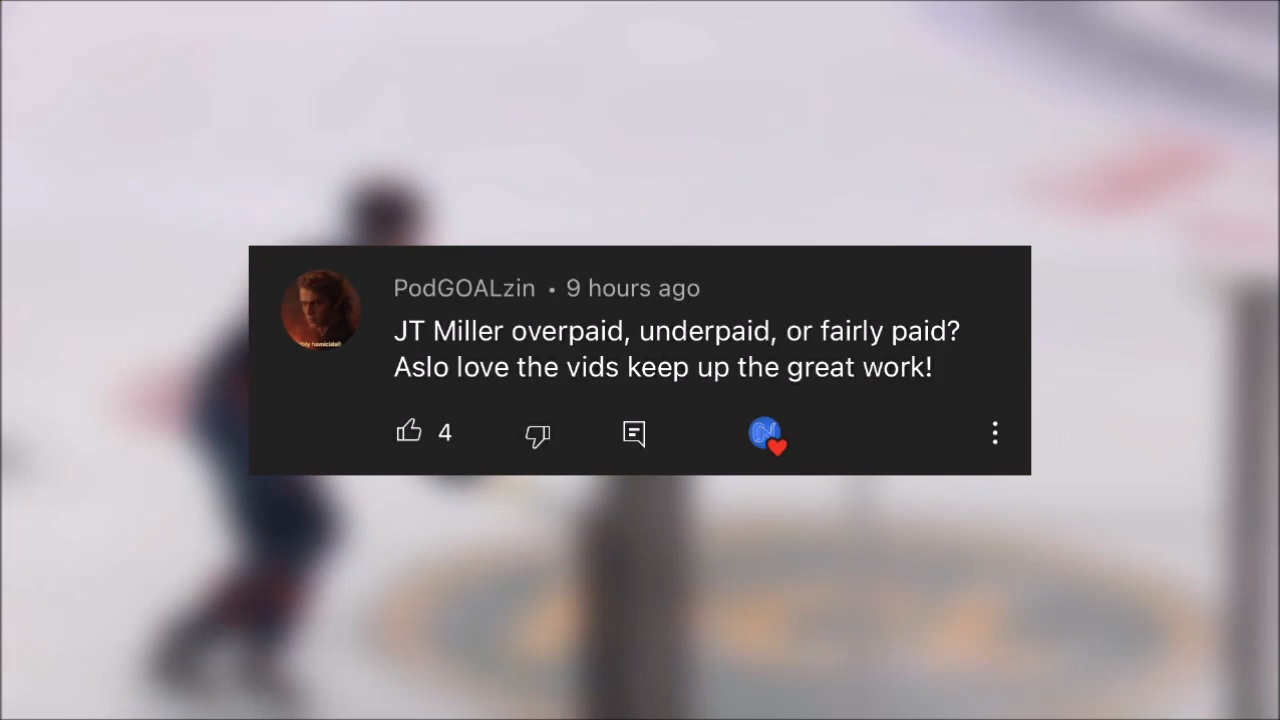 PodGOALzin • 9 hours ago
JT Miller overpaid, underpaid, or fairly paid?
Aslo love the vids keep up the great work!
4